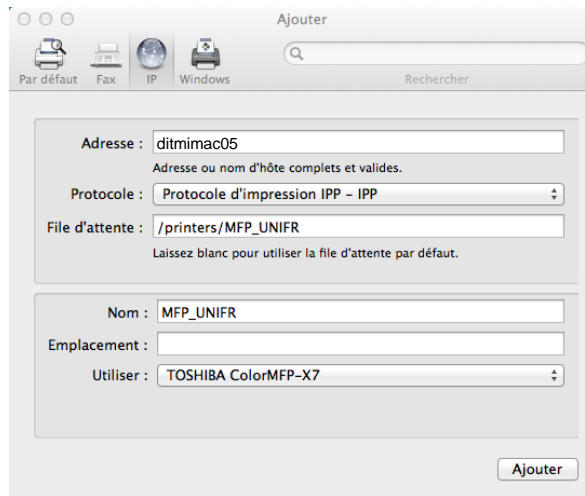 Ajouter
Par défaut Fax IP Windows Rechercher
Adresse : ditmimac05
Adresse ou nom d'hôte complets et valides.
Protocole : Protocole d'impression IPP – IPP
File d'attente : /printers/MFP_UNIFR
Laissez blanc pour utiliser la file d'attente par défaut.
Nom : MFP_UNIFR
Emplacement :
Utiliser : TOSHIBA ColorMFP-X7
Ajouter